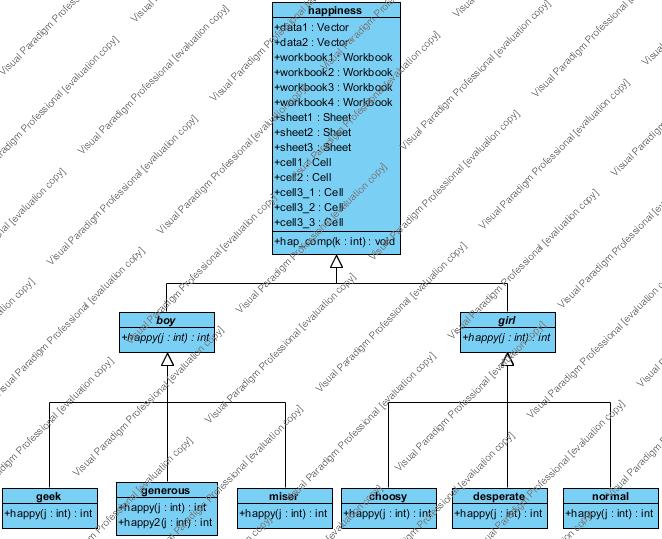 happiness
+data1 : Vector
+data2 : Vector
+workbook1 : Workbook
+workbook2 : Workbook
+workbook3 : Workbook
+workbook4 : Workbook
+sheet1 : Sheet
+sheet2 : Sheet
+sheet3 : Sheet
+cell1 : Cell
+cell2 : Cell
+cell3_1 : Cell
+cell3_2 : Cell
+cell3_3 : Cell
+hap_comp(k : int) : void
boy
+happy(j : int) : int
girl
+happy(j : int) : int
geek
+happy(j : int) : int
generous
+happy(j : int) : int
+happy2(j : int) : int
miser
+happy(j : int) : int
choosy
+happy(j : int) : int
desperate
+happy(j : int) : int
normal
+happy(j : int) : int
Visual Paradigm Professional [evaluation copy]